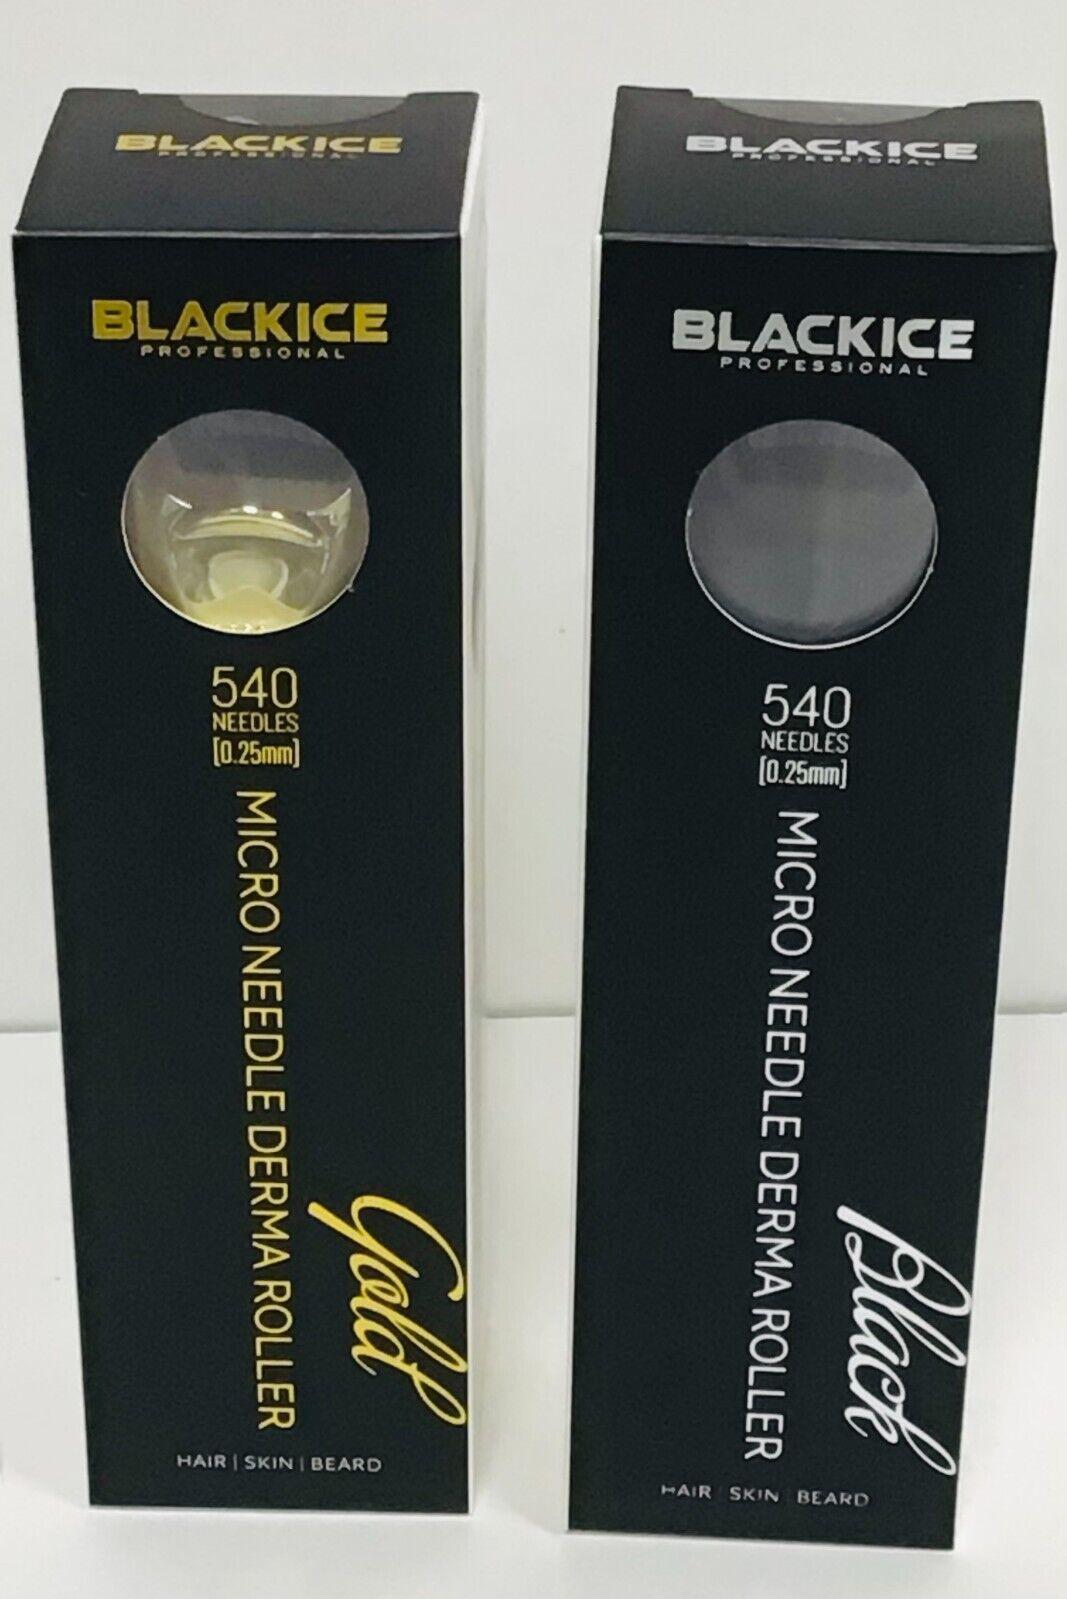 BLACKICE
PROFESSIONAL
BLACKICE
PROFESSIONAL
540
NEEDLES
[0.25mm]
MICRO NEEDLE DERMA ROLLER
Gold
HAIR | SKIN | BEARD
BLACKICE
PROFESSIONAL
BLACKICE
PROFESSIONAL
540
NEEDLES
[0.25mm]
MICRO NEEDLE DERMA ROLLER
Black
HAIR | SKIN | BEARD